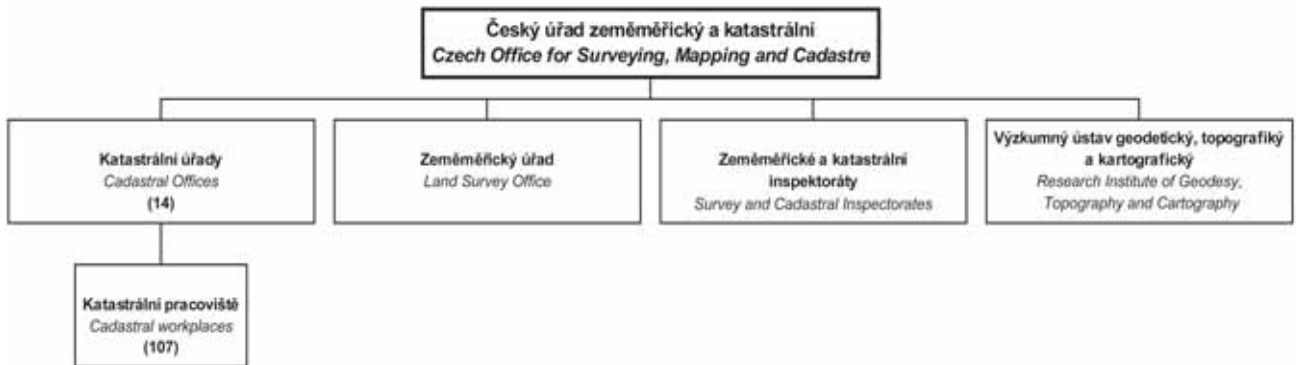 Český úřad zeměměřický a katastrální
Czech Office for Surveying, Mapping and Cadastre
Katastrální úřady
Cadastral Offices
(14)
Zeměměřický úřad
Land Survey Office
Zeměměřické a katastrální
inspektoráty
Survey and Cadastral Inspectorates
Výzkumný ústav geodetický, topografiký
a kartografický
Research Institute of Geodesy,
Topography and Cartography
Katastrální pracoviště
Cadastral workplaces
(107)